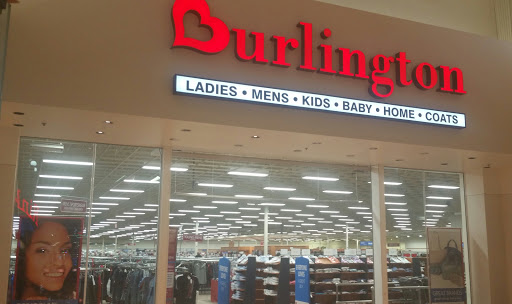 Burlington
LADIES • MENS • KIDS • BABY • HOME • COATS